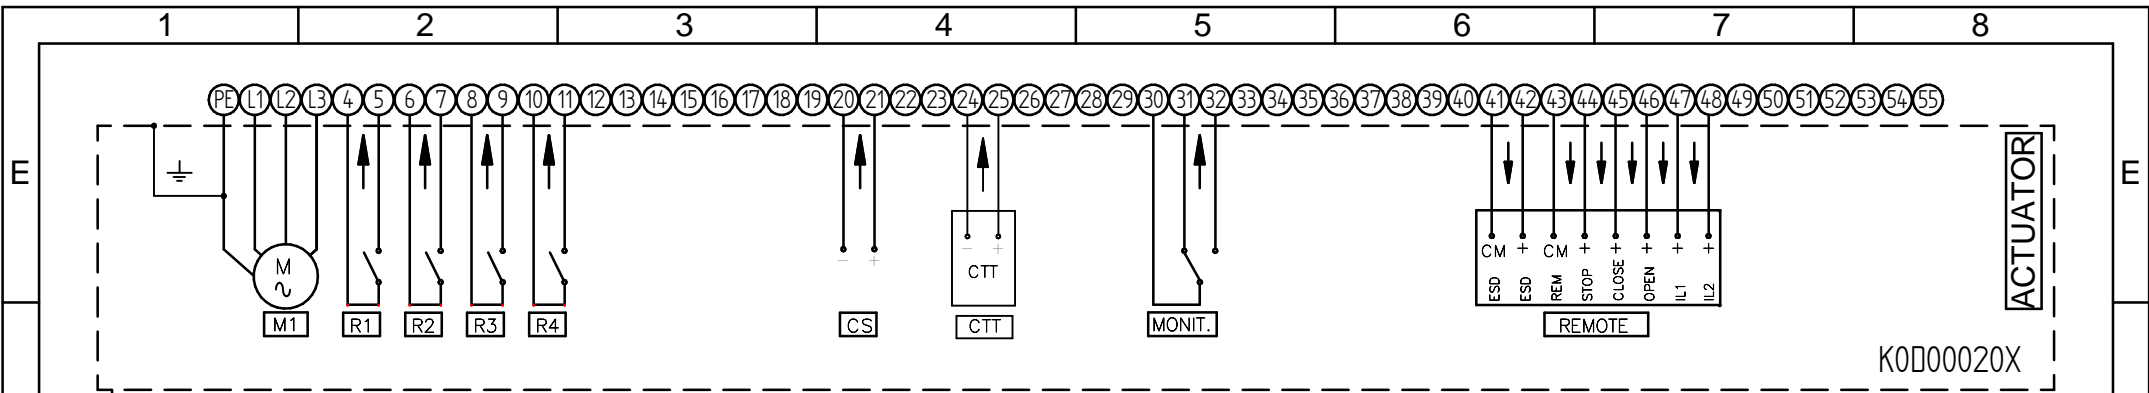 1 2 3 4 5 6 7 8
PE L1 L2 L3 4 5 6 7 8 9 10 11 12 13 14 15 16 17 18 19 20 21 22 23 24 25 26 27 28 29 30 31 32 33 34 35 36 37 38 39 40 41 42 43 44 45 46 47 48 49 50 51 52 53 54 55
E E
ACTUATOR
- +
CM + CM + + + + +
M
- +
CTT
ESD ESD REM STOP CLOSE OPEN IL1 IL2
M1 R1 R2 R3 R4 CS CTT MONIT. REMOTE
K0D00020X